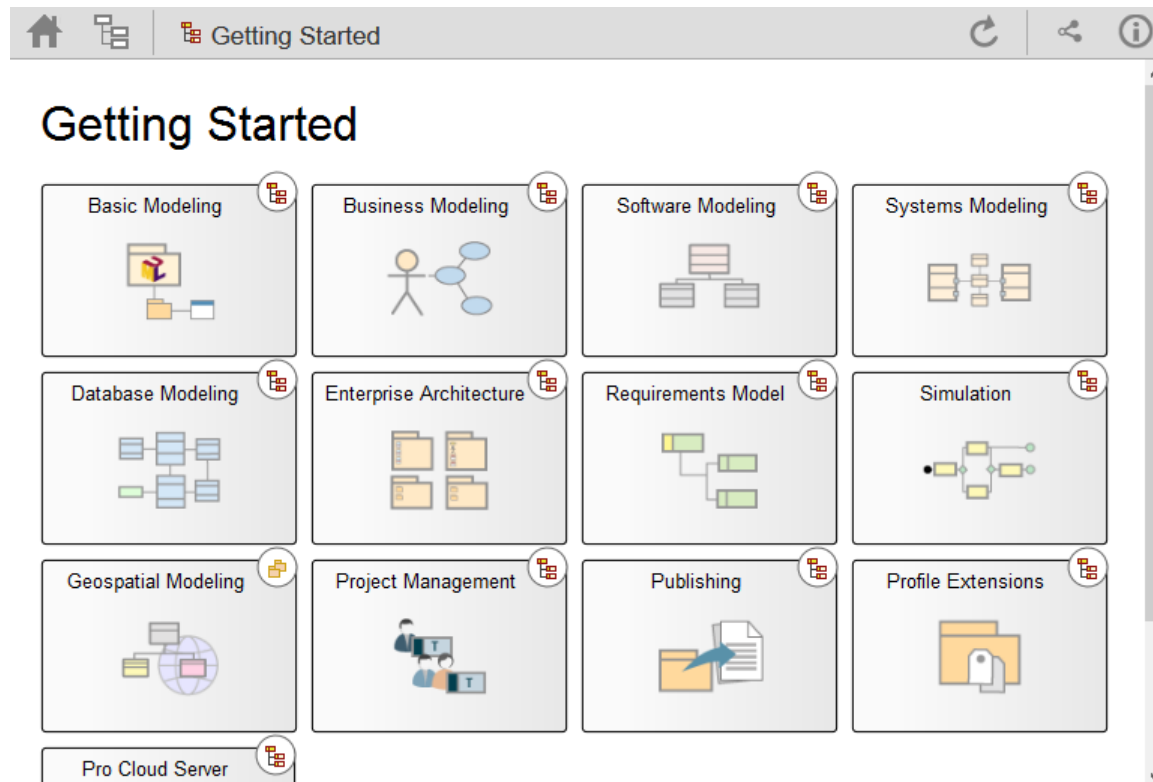 Getting Started
Getting Started
Basic Modeling
Business Modeling
Software Modeling
Systems Modeling
Database Modeling
Enterprise Architecture
Requirements Model
Simulation
Geospatial Modeling
Project Management
Publishing
Profile Extensions
T
T
Pro Cloud Server